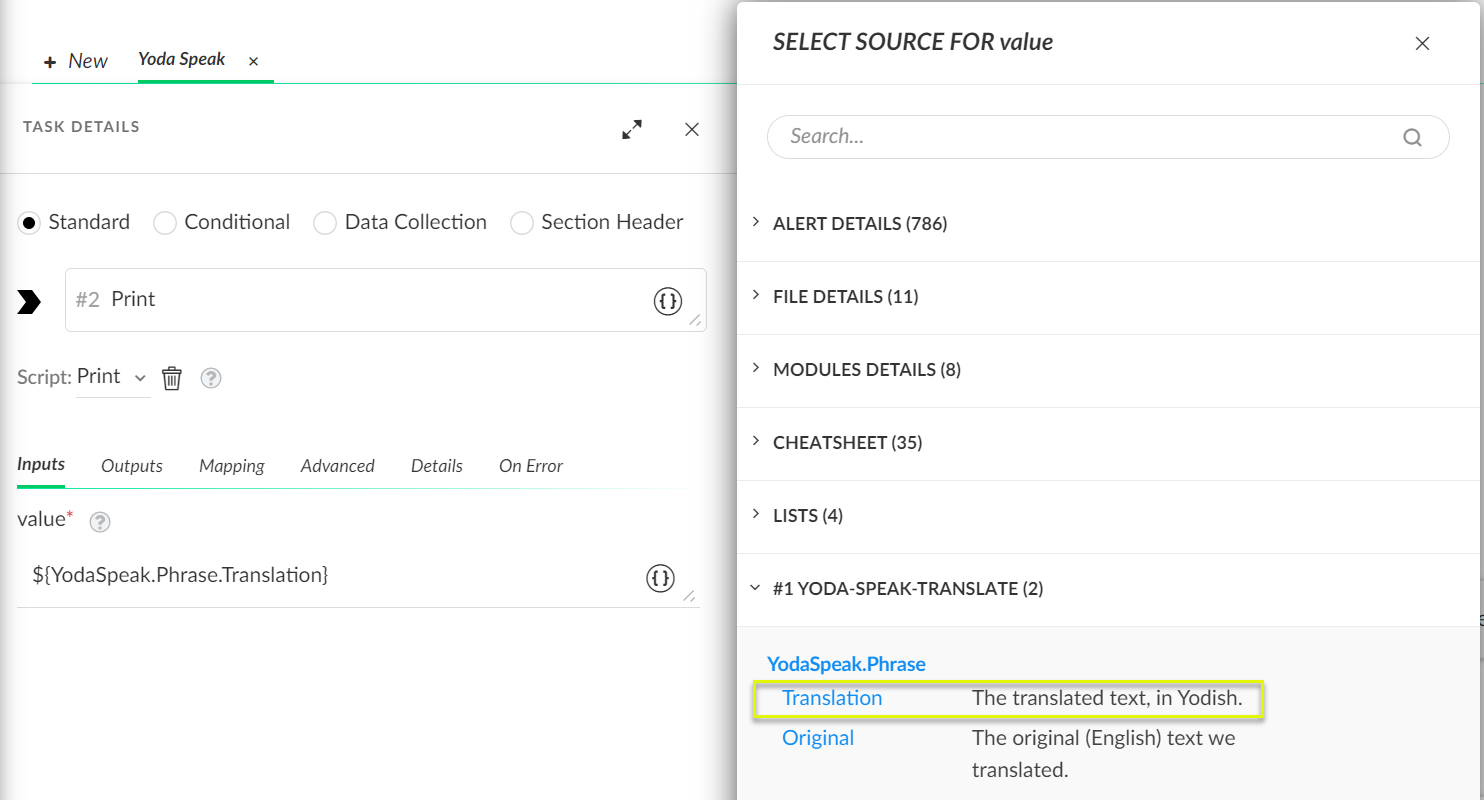 + New
Yoda Speak ×
TASK DETAILS
Standard
Conditional
Data Collection
Section Header
#2 Print
{}
Script: Print
?
Inputs
Outputs
Mapping
Advanced
Details
On Error
value*
?
${YodaSpeak.Phrase.Translation}
{}
SELECT SOURCE FOR value
Search...
ALERT DETAILS (786)
FILE DETAILS (11)
MODULES DETAILS (8)
CHEATSHEET (35)
LISTS (4)
#1 YODA-SPEAK-TRANSLATE (2)
YodaSpeak.Phrase
Translation The translated text, in Yodish.
Original The original (English) text we
translated.